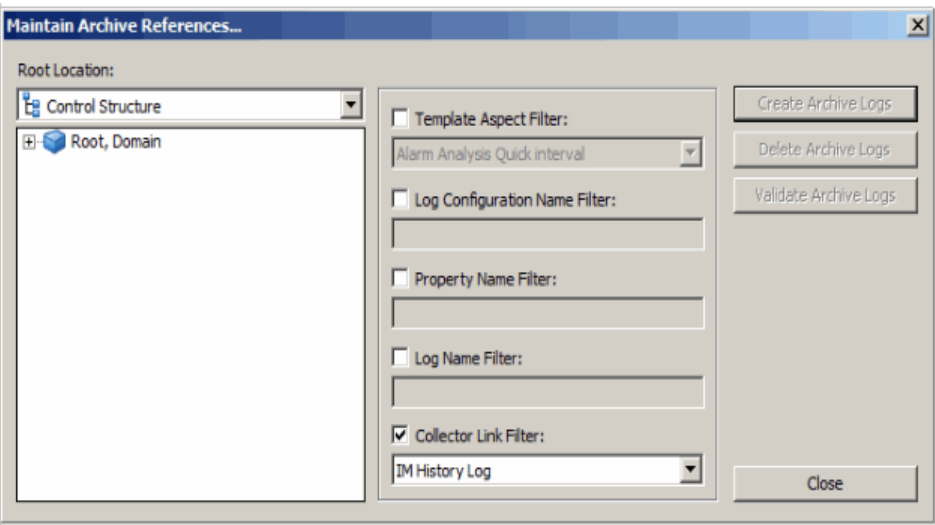 Maintain Archive References...
Root Location:
Control Structure
Root, Domain
Template Aspect Filter:
Alarm Analysis Quick interval
Log Configuration Name Filter:
Property Name Filter:
Log Name Filter:
Collector Link Filter:
IM History Log
Create Archive Logs
Delete Archive Logs
Validate Archive Logs
Close